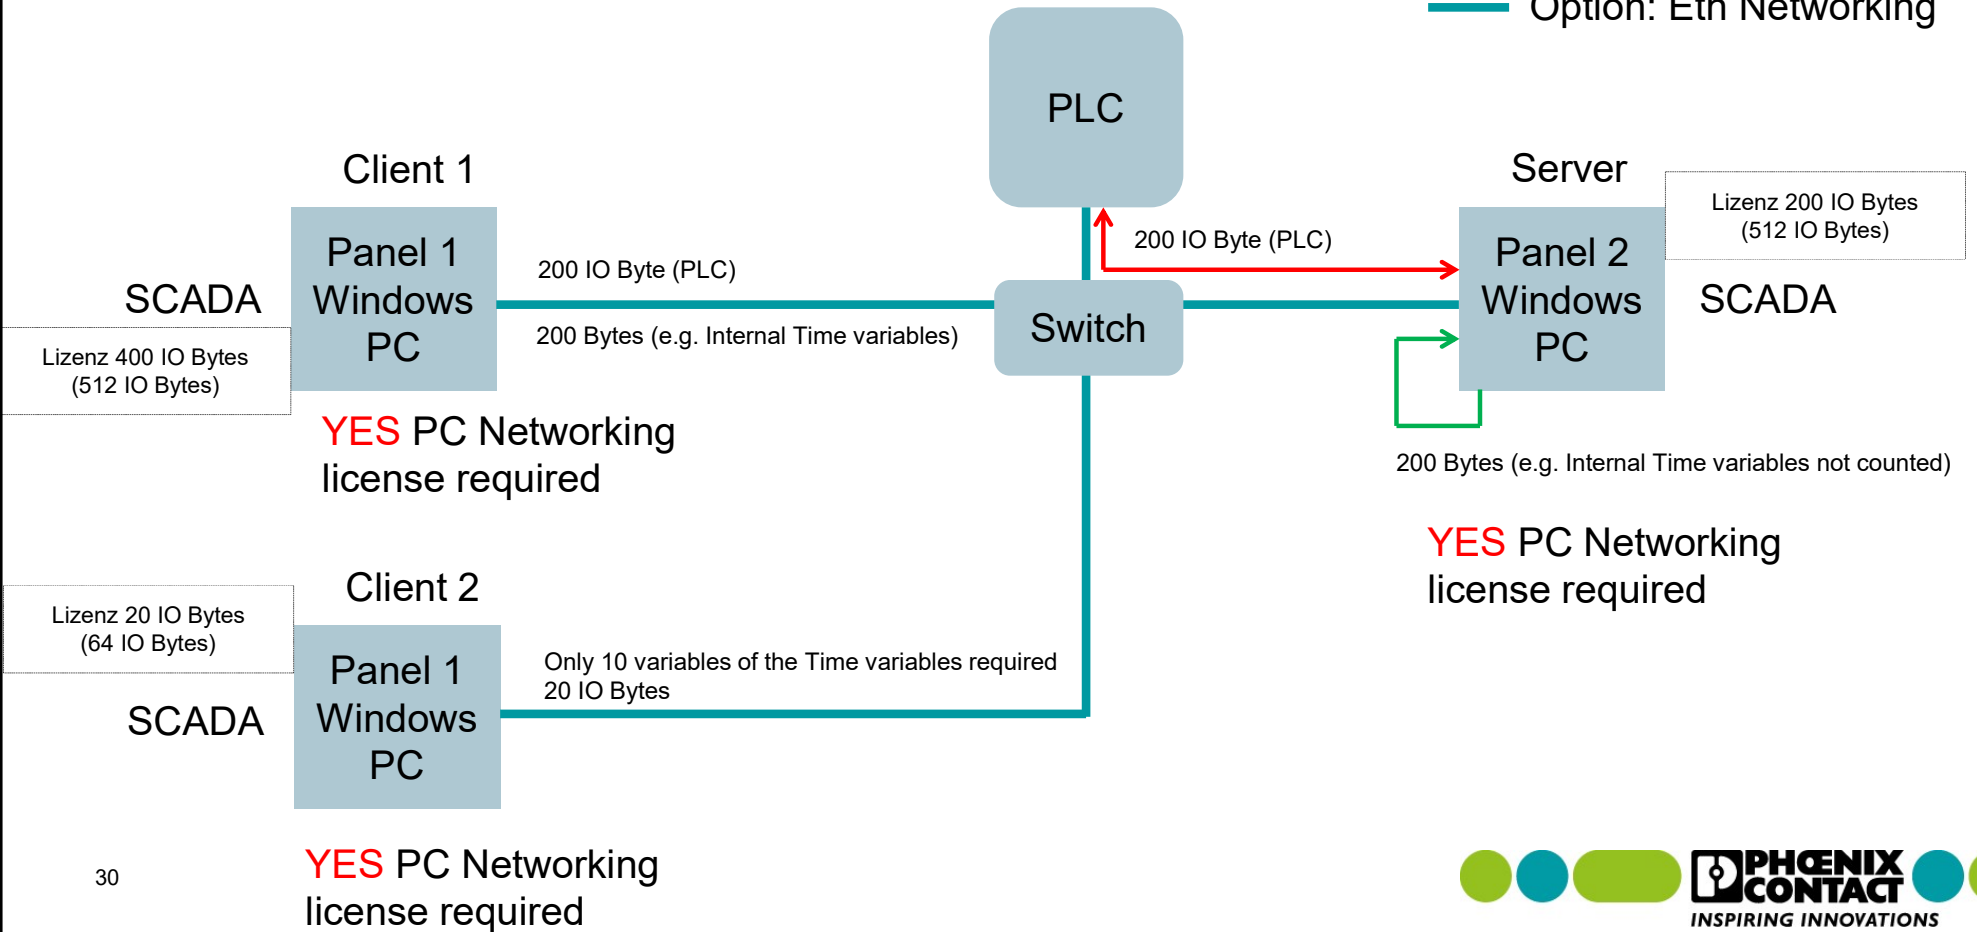 Option: Eth Networking
PLC
Client 1
Server
Lizenz 200 IO Bytes
(512 IO Bytes)
Panel 1
Windows
PC
200 IO Byte (PLC)
200 IO Byte (PLC)
Panel 2
Windows
PC
SCADA
SCADA
Switch
200 Bytes (e.g. Internal Time variables)
Lizenz 400 IO Bytes
(512 IO Bytes)
YES PC Networking
license required
200 Bytes (e.g. Internal Time variables not counted)
YES PC Networking
license required
Client 2
Lizenz 20 IO Bytes
(64 IO Bytes)
Panel 1
Windows
PC
Only 10 variables of the Time variables required
20 IO Bytes
SCADA
YES PC Networking
license required
30
PHŒNIX
CONTACT
INSPIRING INNOVATIONS